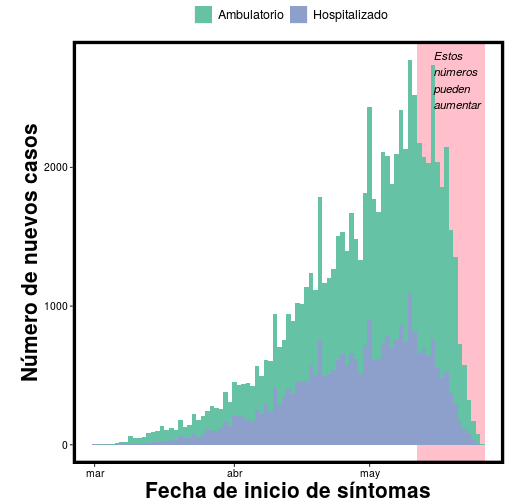 Ambulatorio Hospitalizado
Estos
números
pueden
aumentar
Número de nuevos casos
2000
1000
0
mar abr may
Fecha de inicio de síntomas